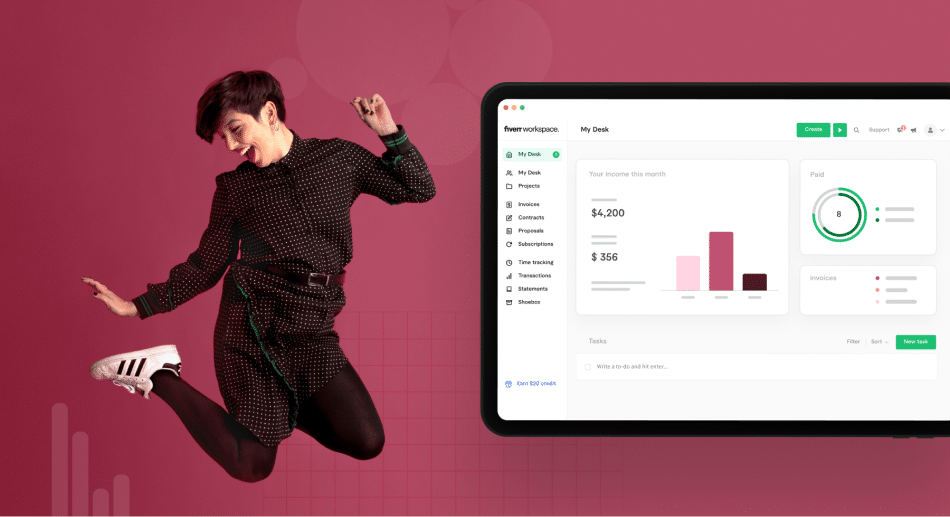 fiverr workspace.
My Desk
Create
Support
My Desk
My Desk
Projects
Invoices
Contracts
Proposals
Subscriptions
Time tracking
Transactions
Statements
Shoebox
Earn $20 credit
Your income this month
$4,200
$ 356
Paid
8
Invoices
Tasks
Filter
Sort
New task
Write a to-do and hit enter...